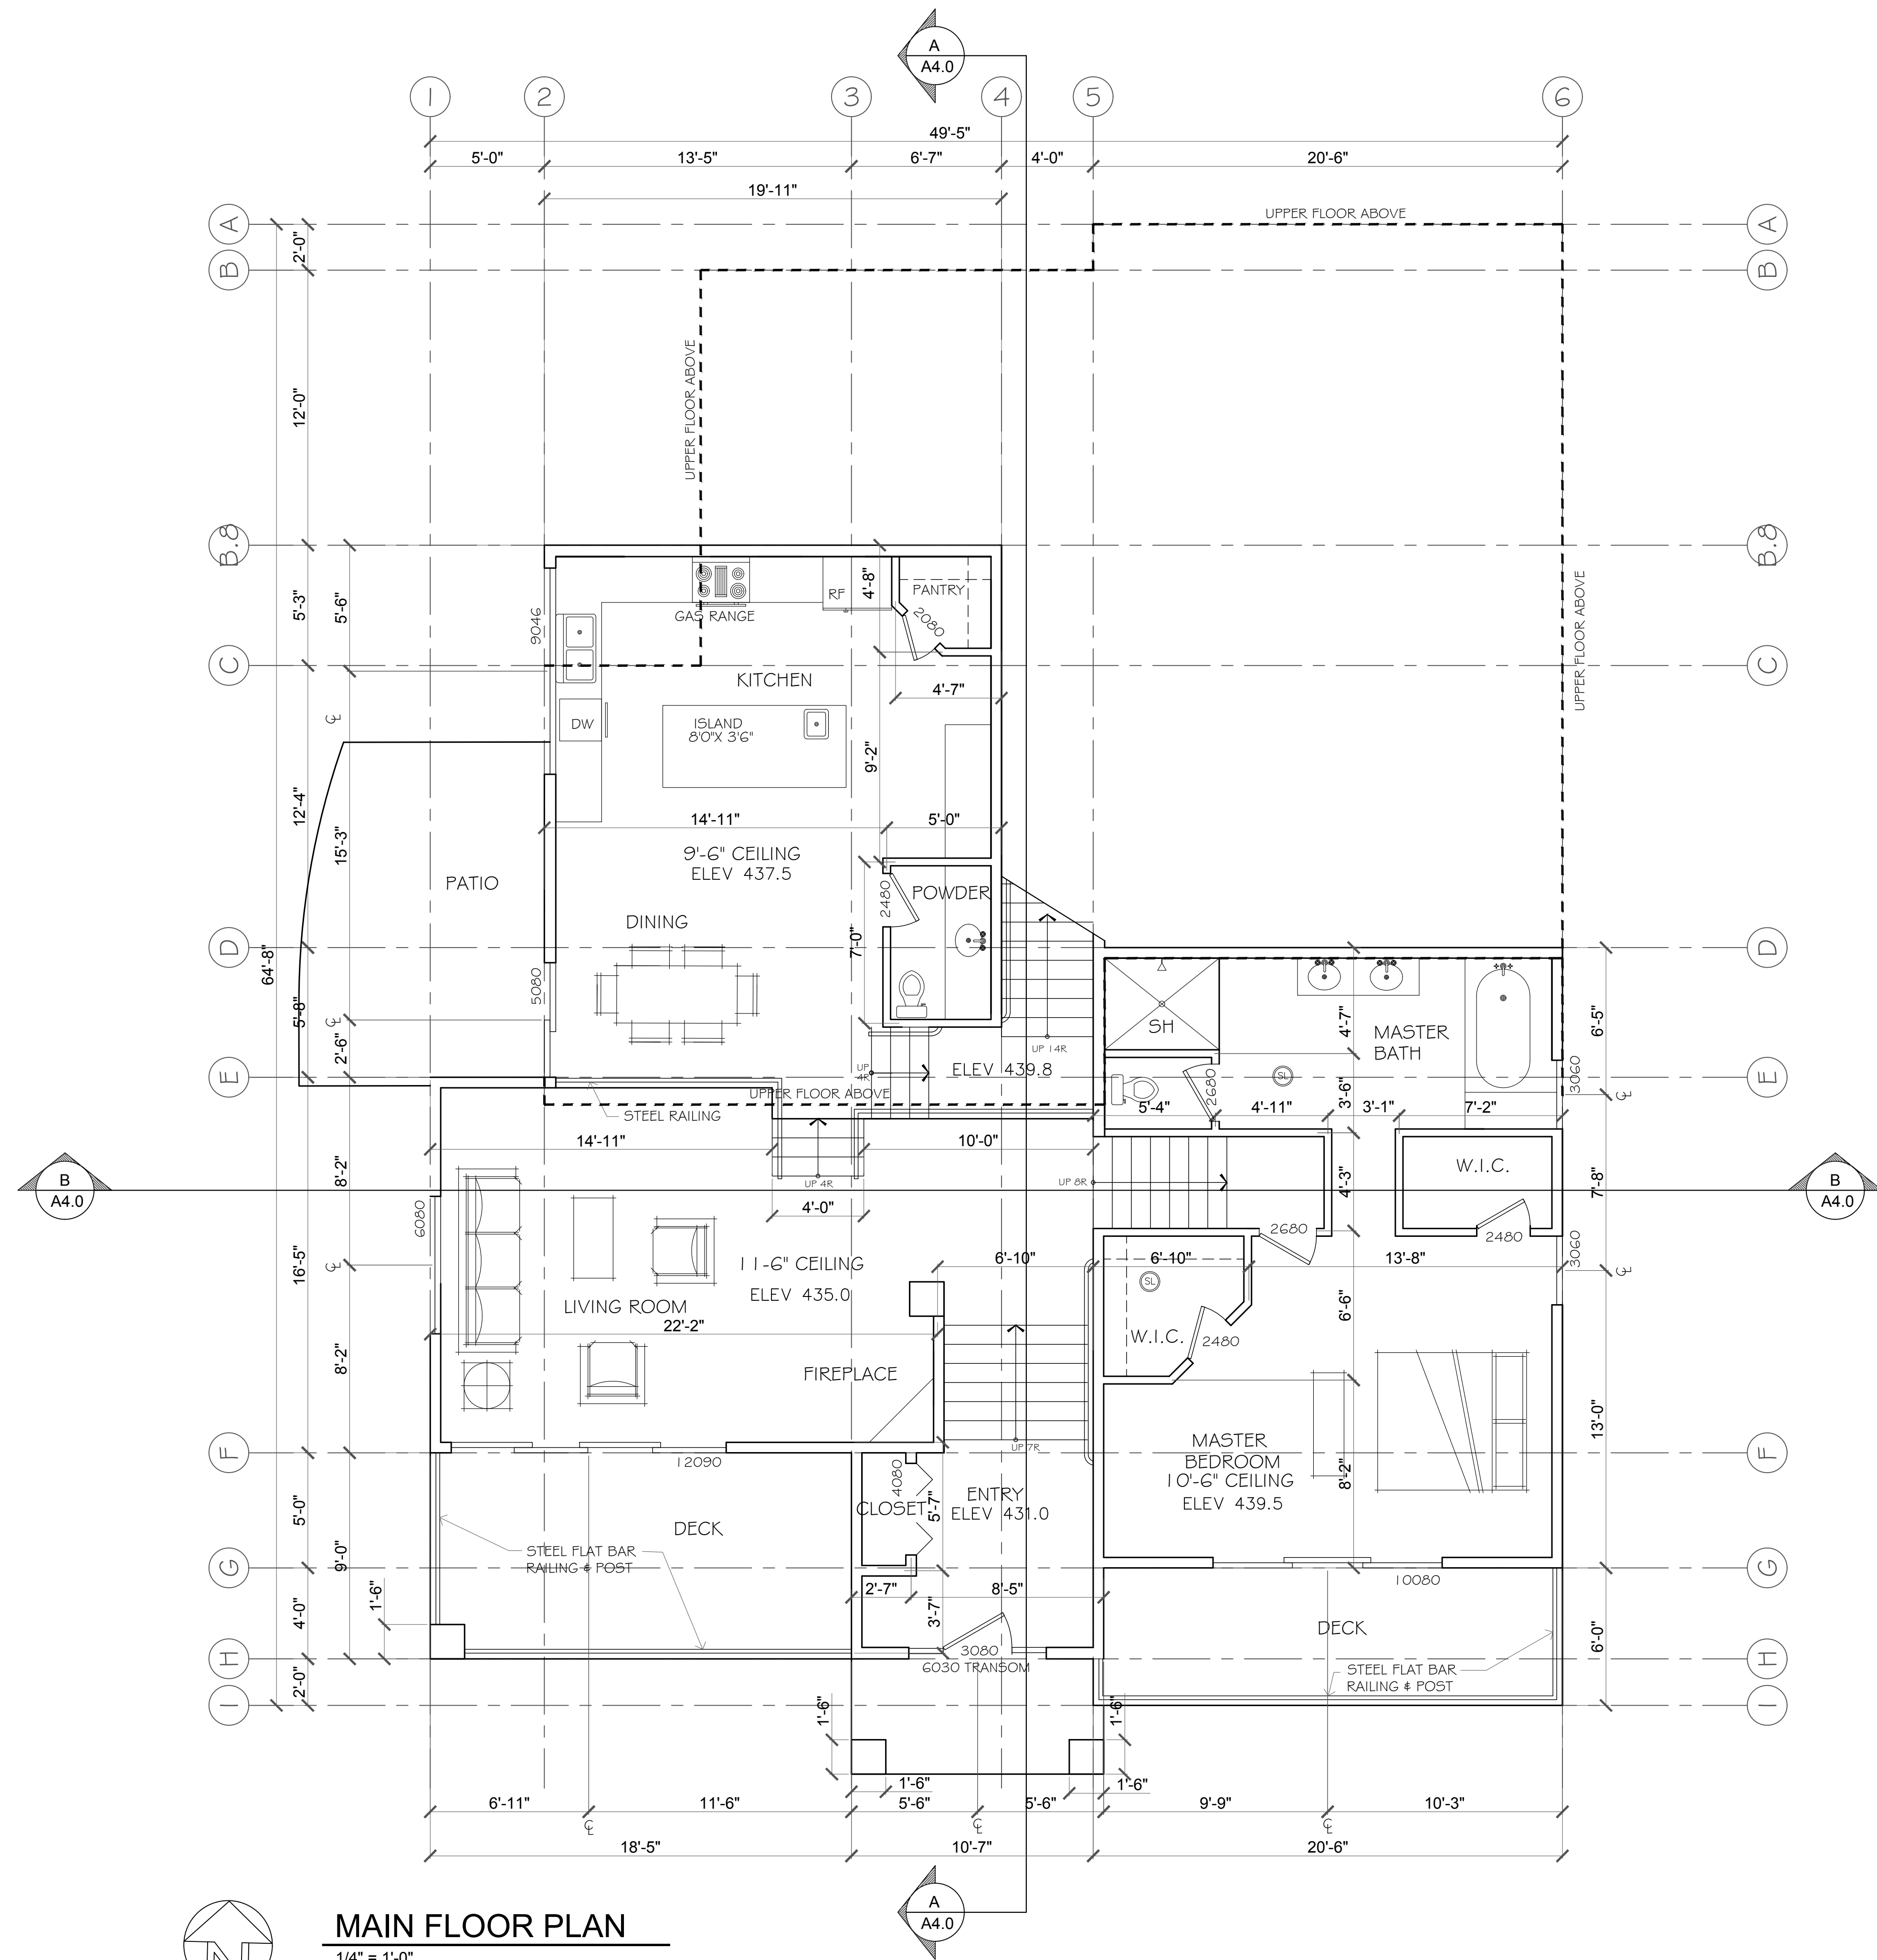 A
A4.0
1
2
3
4
5
6
49'-5"
5'-0"
13'-5"
6'-7"
4'-0"
20'-6"
19'-11"
UPPER FLOOR ABOVE
A
A
2'-0"
B
B
UPPER FLOOR ABOVE
12'-0"
B.8
B.8
5'-3"
5'-6"
9046
GAS RANGE
RF
4'-8"
PANTRY
2080
UPPER FLOOR ABOVE
C
C
KITCHEN
4'-7"
DW
ISLAND
8'0"X 3'6"
9'-2"
12'-4"
15'-3"
14'-11"
5'-0"
9'-6" CEILING
ELEV 437.5
PATIO
2480
POWDER
DINING
7'-0"
D
D
64'-8"
5080
5'-8"
2'-6"
SH
4'-7"
MASTER
BATH
6'-5"
UP 14R
UP
4R
ELEV 439.8
E
E
SL
2680
3'-6"
3060
UPPER FLOOR ABOVE
STEEL RAILING
5'-4"
4'-11"
3'-1"
7'-2"
14'-11"
10'-0"
8'-2"
W.I.C.
B
A4.0
B
A4.0
UP 4R
UP 8R
4'-3"
7'-8"
4'-0"
6080
2680
2480
3060
16'-5"
11-6" CEILING
ELEV 435.0
6'-10"
6'-10"
13'-8"
SL
LIVING ROOM
22'-2"
6'-6"
W.I.C.
2480
8'-2"
FIREPLACE
UP 7R
13'-0"
MASTER
BEDROOM
10'-6" CEILING
ELEV 439.5
8'-2"
F
F
12090
4080
CLOSET
5'-7"
ENTRY
ELEV 431.0
5'-0"
9'-0"
DECK
STEEL FLAT BAR
RAILING & POST
G
G
10080
1'-6"
2'-7"
8'-5"
4'-0"
3'-7"
DECK
6'-0"
3080
6030 TRANSOM
H
H
STEEL FLAT BAR
RAILING & POST
2'-0"
I
I
1'-6"
1'-6"
1'-6"
1'-6"
6'-11"
11'-6"
5'-6"
5'-6"
9'-9"
10'-3"
18'-5"
10'-7"
20'-6"
A
A4.0
N
MAIN FLOOR PLAN
1/4" = 1'-0"